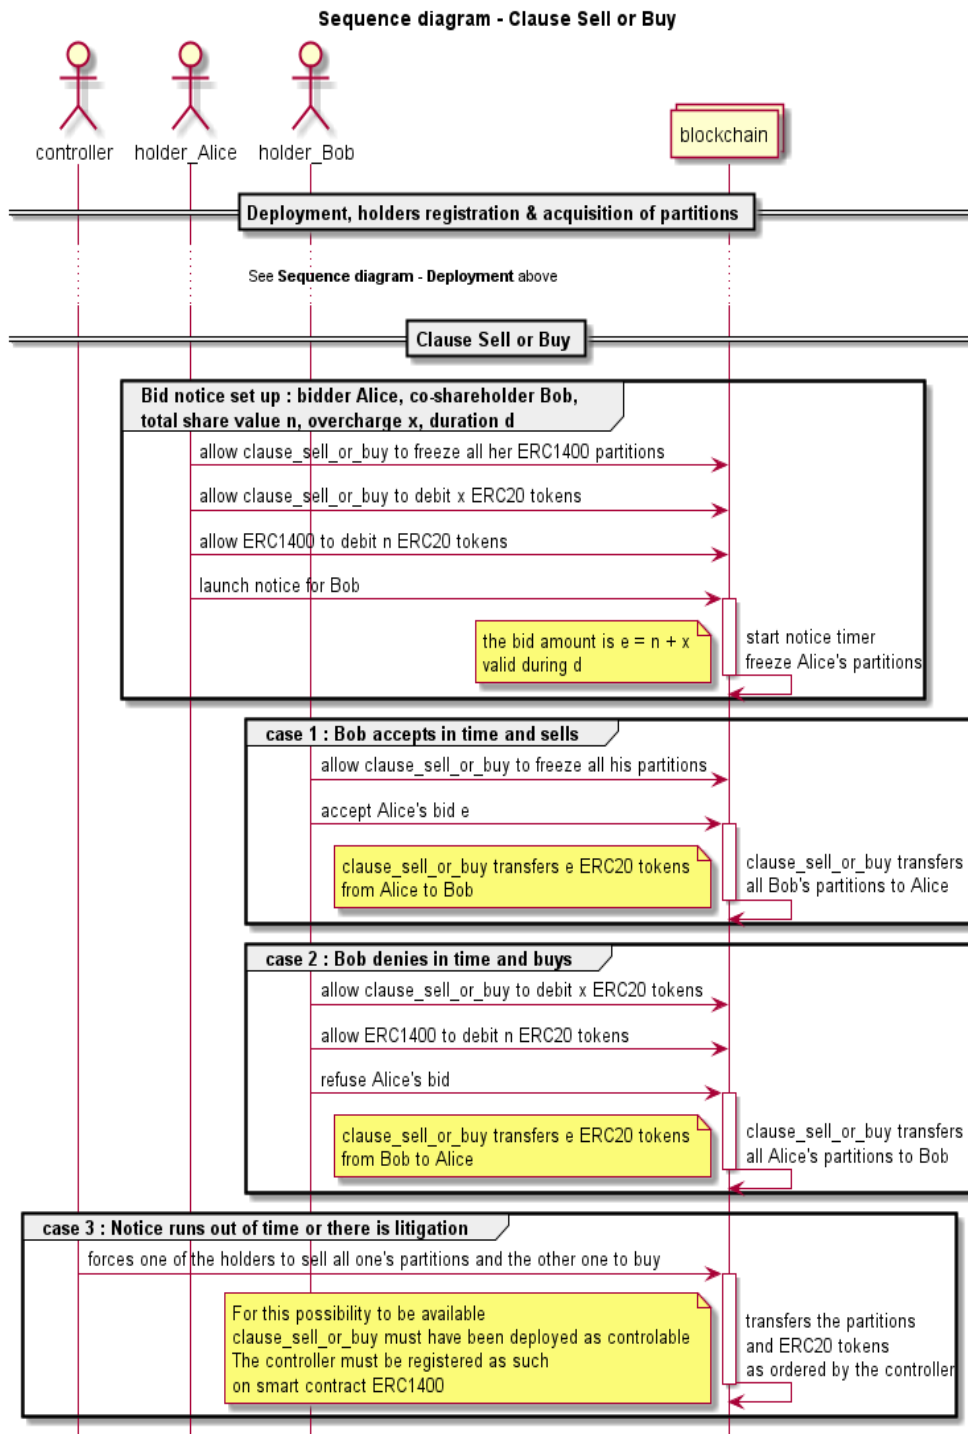 Sequence diagram - Clause Sell or Buy
controller
holder_Alice
holder_Bob
blockchain
Deployment, holders registration & acquisition of partitions
See Sequence diagram - Deployment above
Clause Sell or Buy
Bid notice set up : bidder Alice, co-shareholder Bob,
total share value n, overcharge x, duration d
allow clause_sell_or_buy to freeze all her ERC1400 partitions
allow clause_sell_or_buy to debit x ERC20 tokens
allow ERC1400 to debit n ERC20 tokens
launch notice for Bob
the bid amount is e = n + x
valid during d
start notice timer
freeze Alice's partitions
case 1 : Bob accepts in time and sells
allow clause_sell_or_buy to freeze all his partitions
accept Alice's bid e
clause_sell_or_buy transfers e ERC20 tokens
from Alice to Bob
clause_sell_or_buy transfers
all Bob's partitions to Alice
case 2 : Bob denies in time and buys
allow clause_sell_or_buy to debit x ERC20 tokens
allow ERC1400 to debit n ERC20 tokens
refuse Alice's bid
clause_sell_or_buy transfers e ERC20 tokens
from Bob to Alice
clause_sell_or_buy transfers
all Alice's partitions to Bob
case 3 : Notice runs out of time or there is litigation
forces one of the holders to sell all one's partitions and the other one to buy
For this possibility to be available
clause_sell_or_buy must have been deployed as controlable
The controller must be registered as such
on smart contract ERC1400
transfers the partitions
and ERC20 tokens
as ordered by the controller